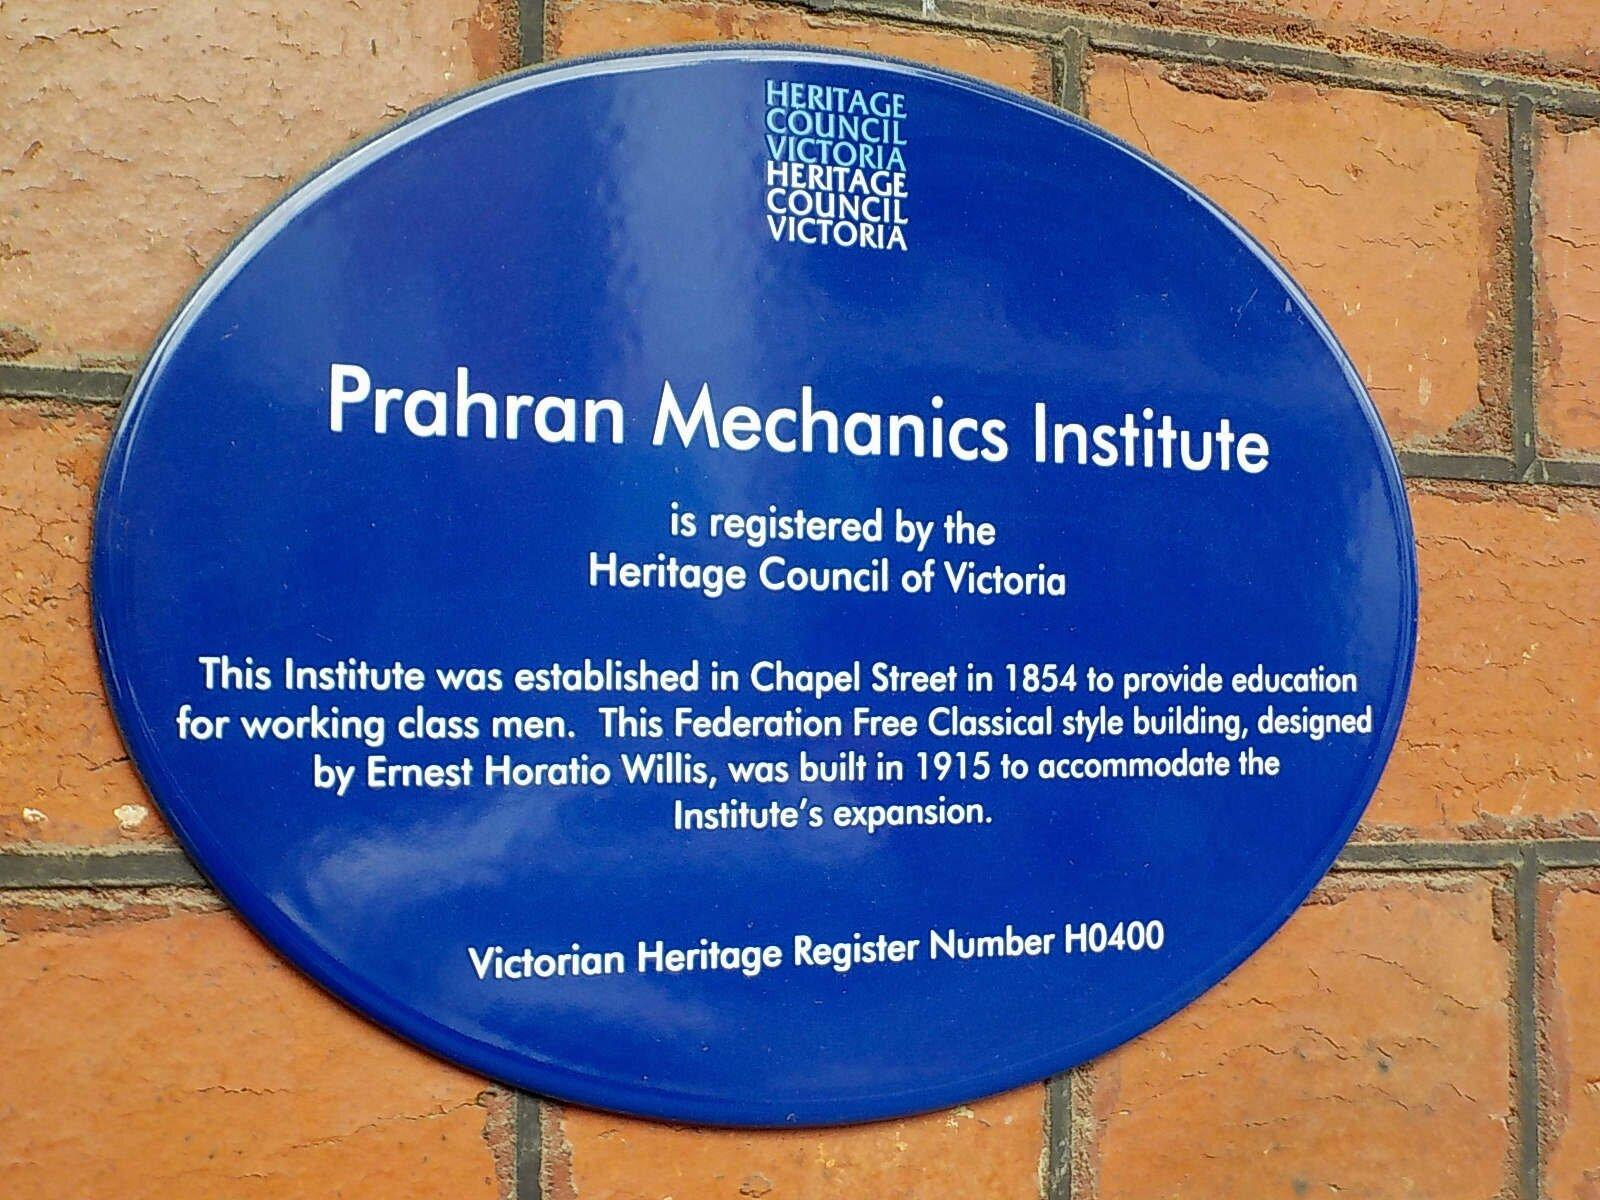 HERITAGE
COUNCIL
VICTORIA
HERITAGE
COUNCIL
VICTORIA
Prahran Mechanics Institute
is registered by the
Heritage Council of Victoria
This Institute was established in Chapel Street in 1854 to provide education
for working class men. This Federation Free Classical style building, designed
by Ernest Horatio Willis, was built in 1915 to accommodate the
Institute's expansion.
Victorian Heritage Register Number H0400